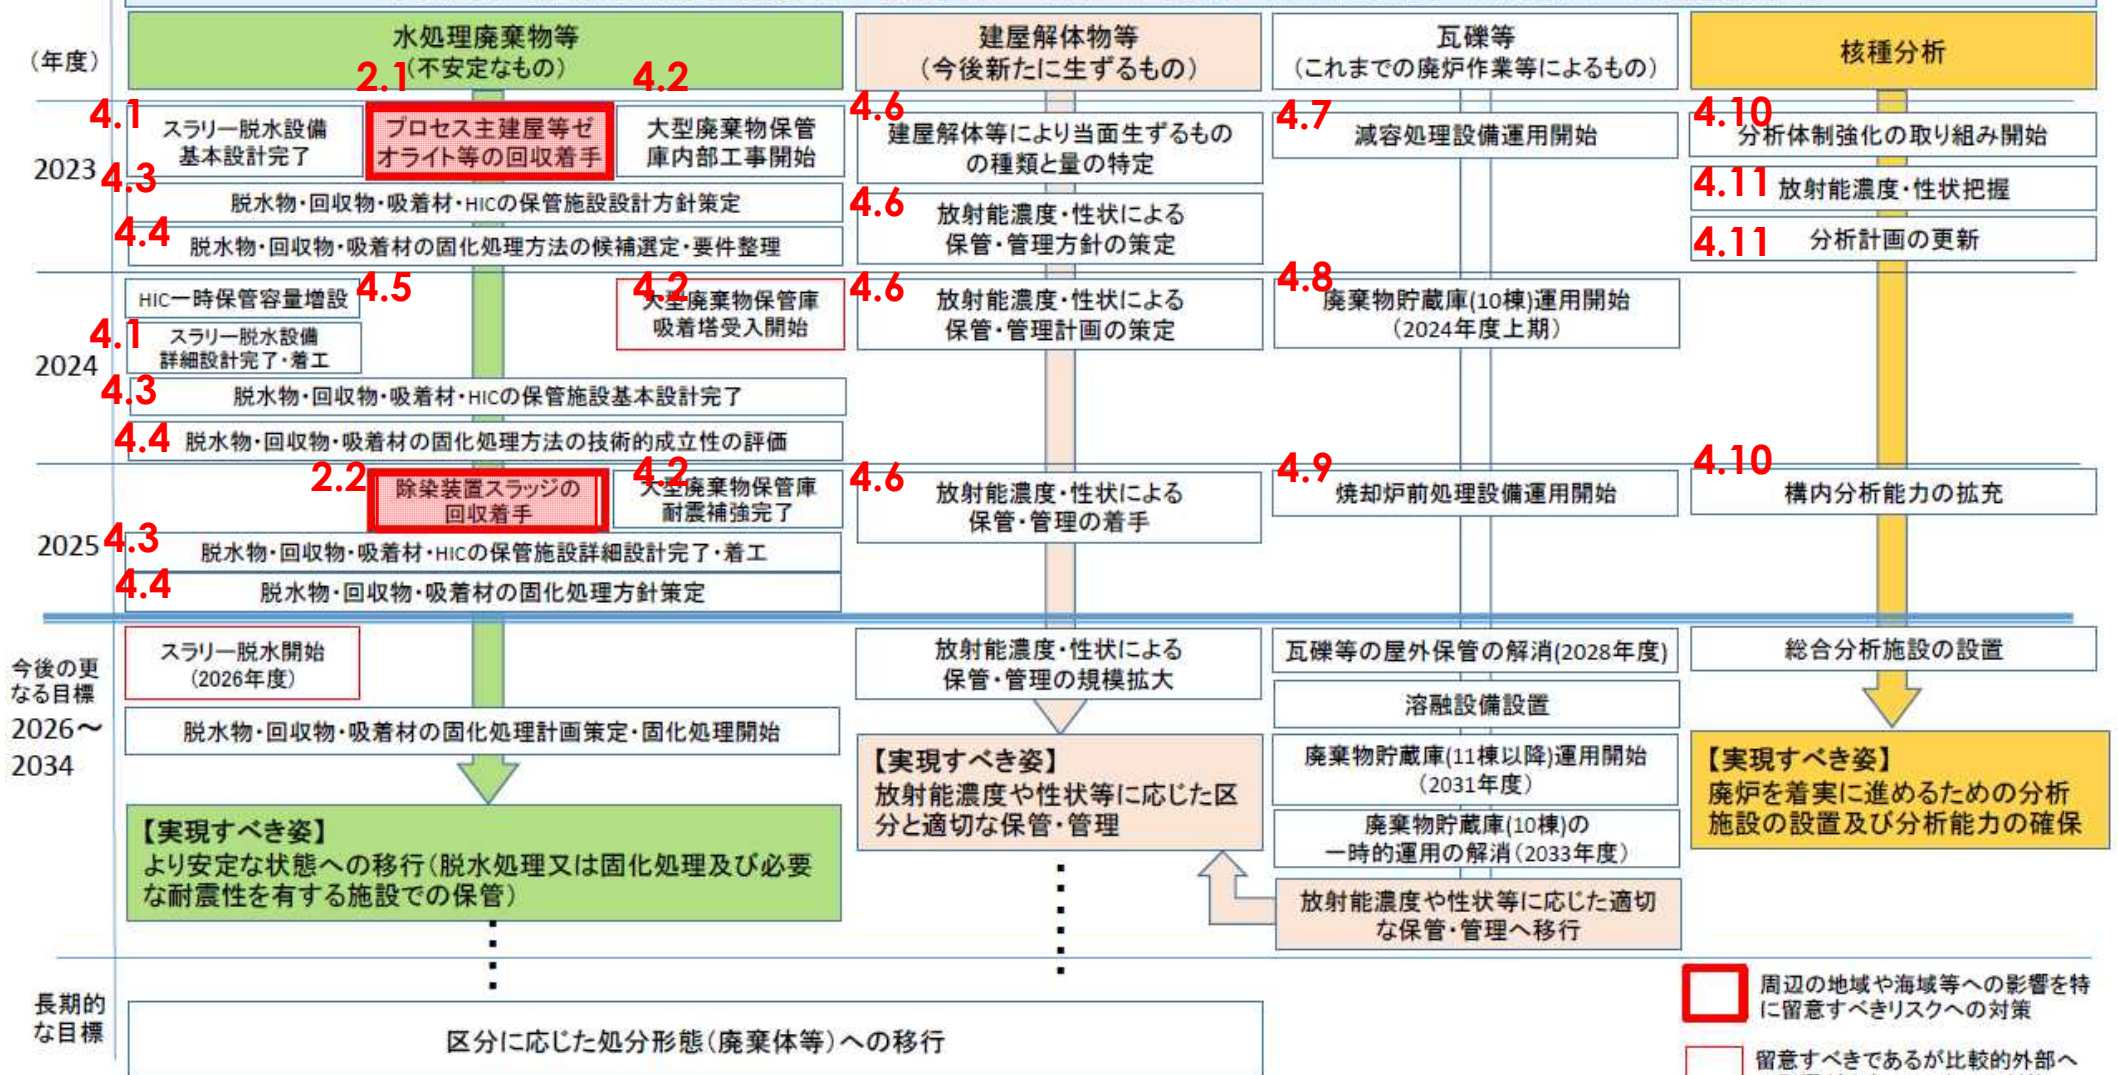 (年度)
水処理廃棄物等
(不安定なもの)
建屋解体物等
(今後新たに生ずるもの)
瓦礫等
(これまでの廃炉作業等によるもの)
核種分析
2023
4.1
スラリー脱水設備
基本設計完了
2.1
プロセス主建屋等ゼ
オライト等の回収着手
4.2
大型廃棄物保管
庫内部工事開始
4.3
脱水物・回収物・吸着材・HICの保管施設設計方針策定
4.4
脱水物・回収物・吸着材の固化処理方法の候補選定・要件整理
4.6
建屋解体等により当面生ずるもの
の種類と量の特定
4.6
放射能濃度・性状による
保管・管理方針の策定
4.7
減容処理設備運用開始
4.10
分析体制強化の取り組み開始
4.11
放射能濃度・性状把握
4.11
分析計画の更新
2024
HIC一時保管容量増設
4.5
4.1
スラリー脱水設備
詳細設計完了・着工
4.2
大型廃棄物保管庫
吸着塔受入開始
4.3
脱水物・回収物・吸着材・HICの保管施設基本設計完了
4.4
脱水物・回収物・吸着材の固化処理方法の技術的成立性の評価
4.6
放射能濃度・性状による
保管・管理計画の策定
4.8
廃棄物貯蔵庫(10棟)運用開始
(2024年度上期)
2025
2.2
除染装置スラッジの
回収着手
4.2
大型廃棄物保管庫
耐震補強完了
4.3
脱水物・回収物・吸着材・HICの保管施設詳細設計完了・着工
4.4
脱水物・回収物・吸着材の固化処理方針策定
4.6
放射能濃度・性状による
保管・管理の着手
4.9
焼却炉前処理設備運用開始
4.10
構内分析能力の拡充
今後の更
なる目標
2026～
2034
スラリー脱水開始
(2026年度)
脱水物・回収物・吸着材の固化処理計画策定・固化処理開始
【実現すべき姿】
より安定な状態への移行(脱水処理又は固化処理及び必要
な耐震性を有する施設での保管)
放射能濃度・性状による
保管・管理の規模拡大
【実現すべき姿】
放射能濃度や性状等に応じた区
分と適切な保管・管理
瓦礫等の屋外保管の解消(2028年度)
溶融設備設置
廃棄物貯蔵庫(11棟以降)運用開始
(2031年度)
廃棄物貯蔵庫(10棟)の
一時的運用の解消(2033年度)
放射能濃度や性状等に応じた適切
な保管・管理へ移行
総合分析施設の設置
【実現すべき姿】
廃炉を着実に進めるための分析
施設の設置及び分析能力の確保
長期的
な目標
区分に応じた処分形態(廃棄体等)への移行
周辺の地域や海域等への影響を特
に留意すべきリスクへの対策
留意すべきであるが比較的外部へ